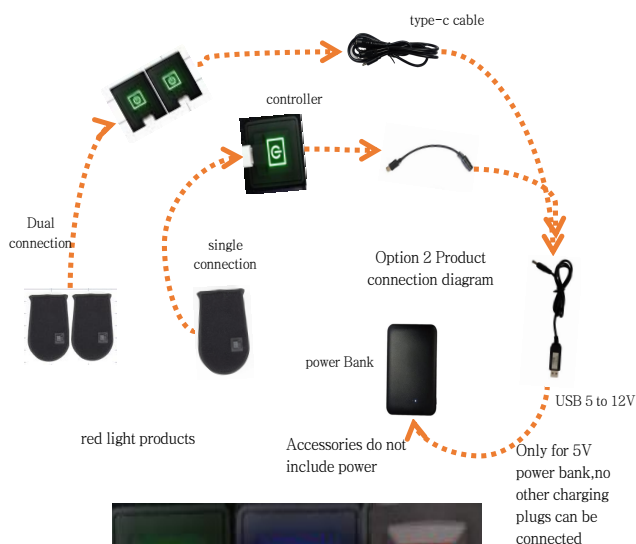 type-c cable
controller
Dual
connection
single
connection
Option 2 Product
connection diagram
power Bank
USB 5 to 12V
red light products
Accessories do not
include power
Only for 5V
power bank,no
other charging
plugs can be
connected